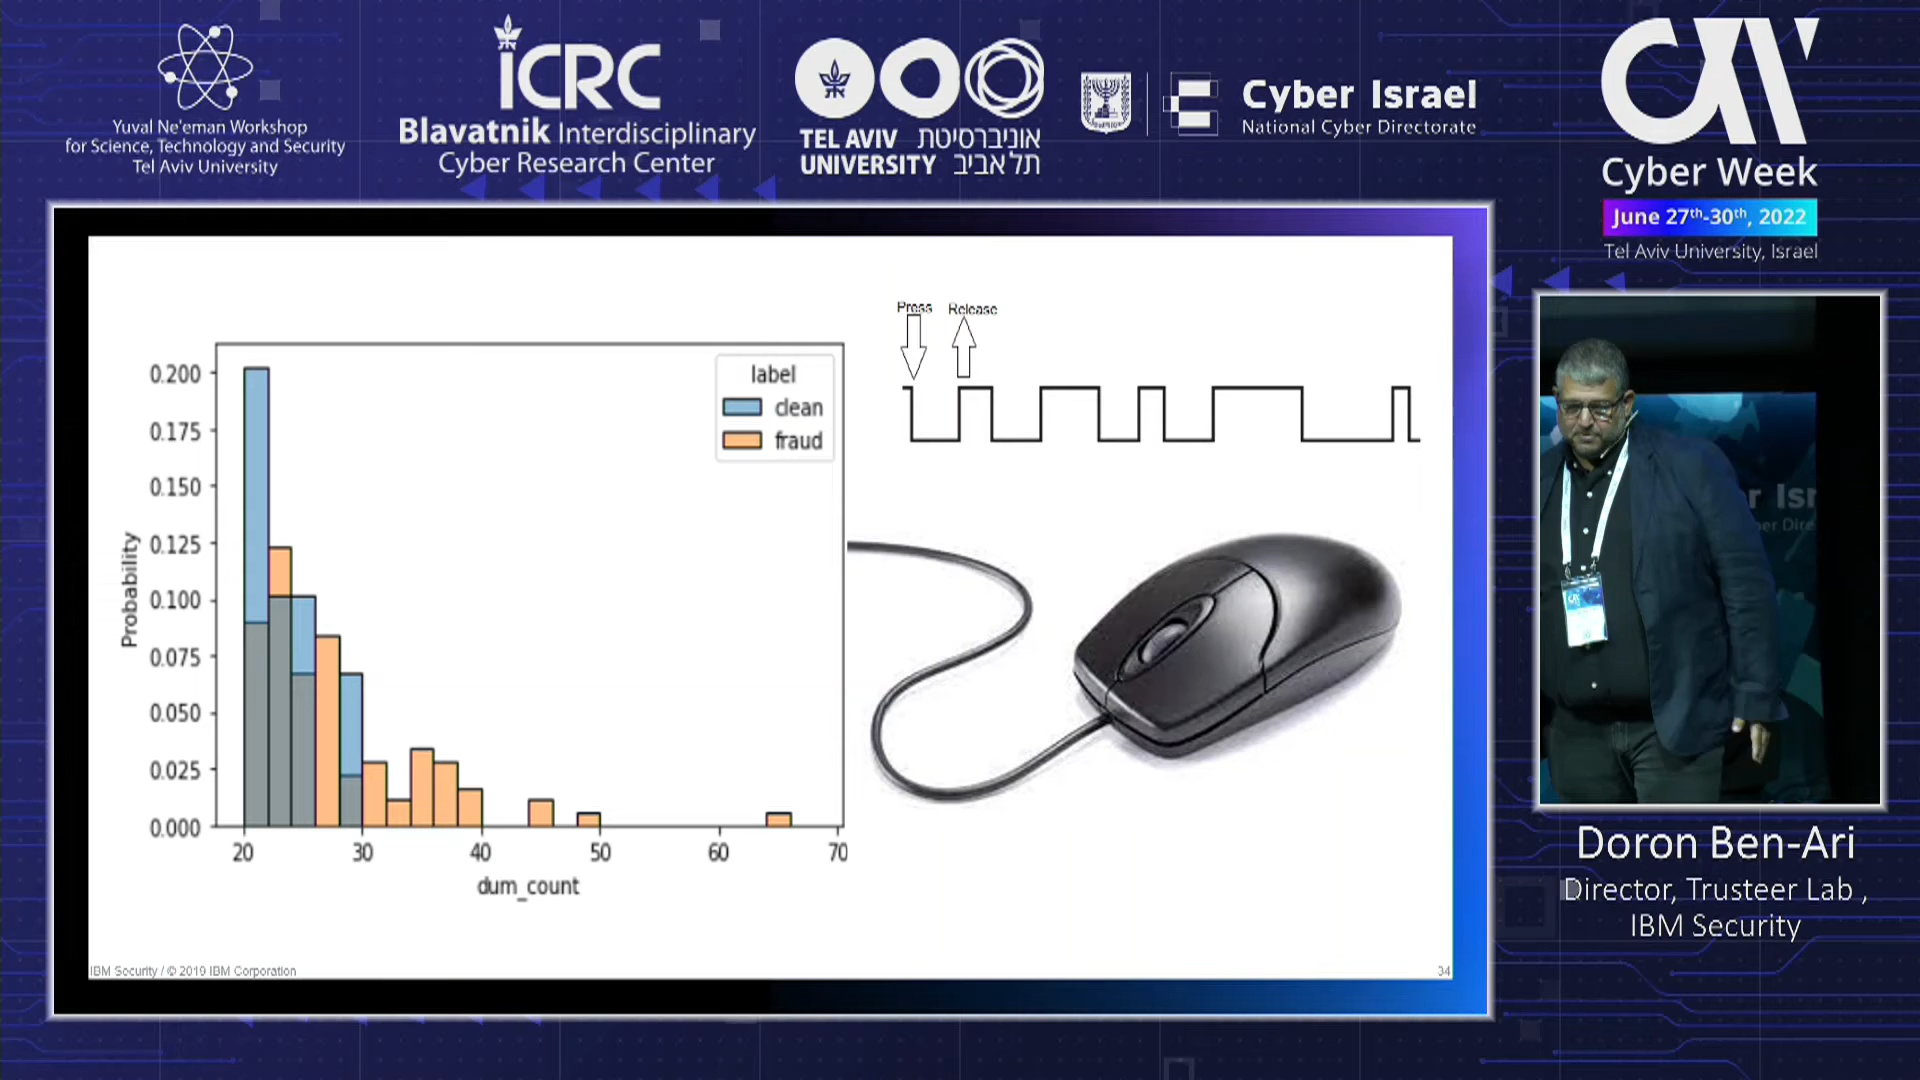 Yuval Ne'eman Workshop
for Science, Technology and Security
Tel Aviv University
iCRC
Blavatnik Interdisciplinary
Cyber Research Center
TEL AVIV אוניברסיטת
UNIVERSITY תל אביב
Cyber Israel
National Cyber Directorate
Cyber Week
June 27th-30th, 2022
Tel Aviv University, Israel
Press Release
label
clean
fraud
0.200
0.175
0.150
0.125
0.100
0.075
0.050
0.025
0.000
Probability
20 30 40 50 60 70
dum_count
IBM Security / © 2019 IBM Corporation
34
Doron Ben-Ari
Director, Trusteer Lab ,
IBM Security